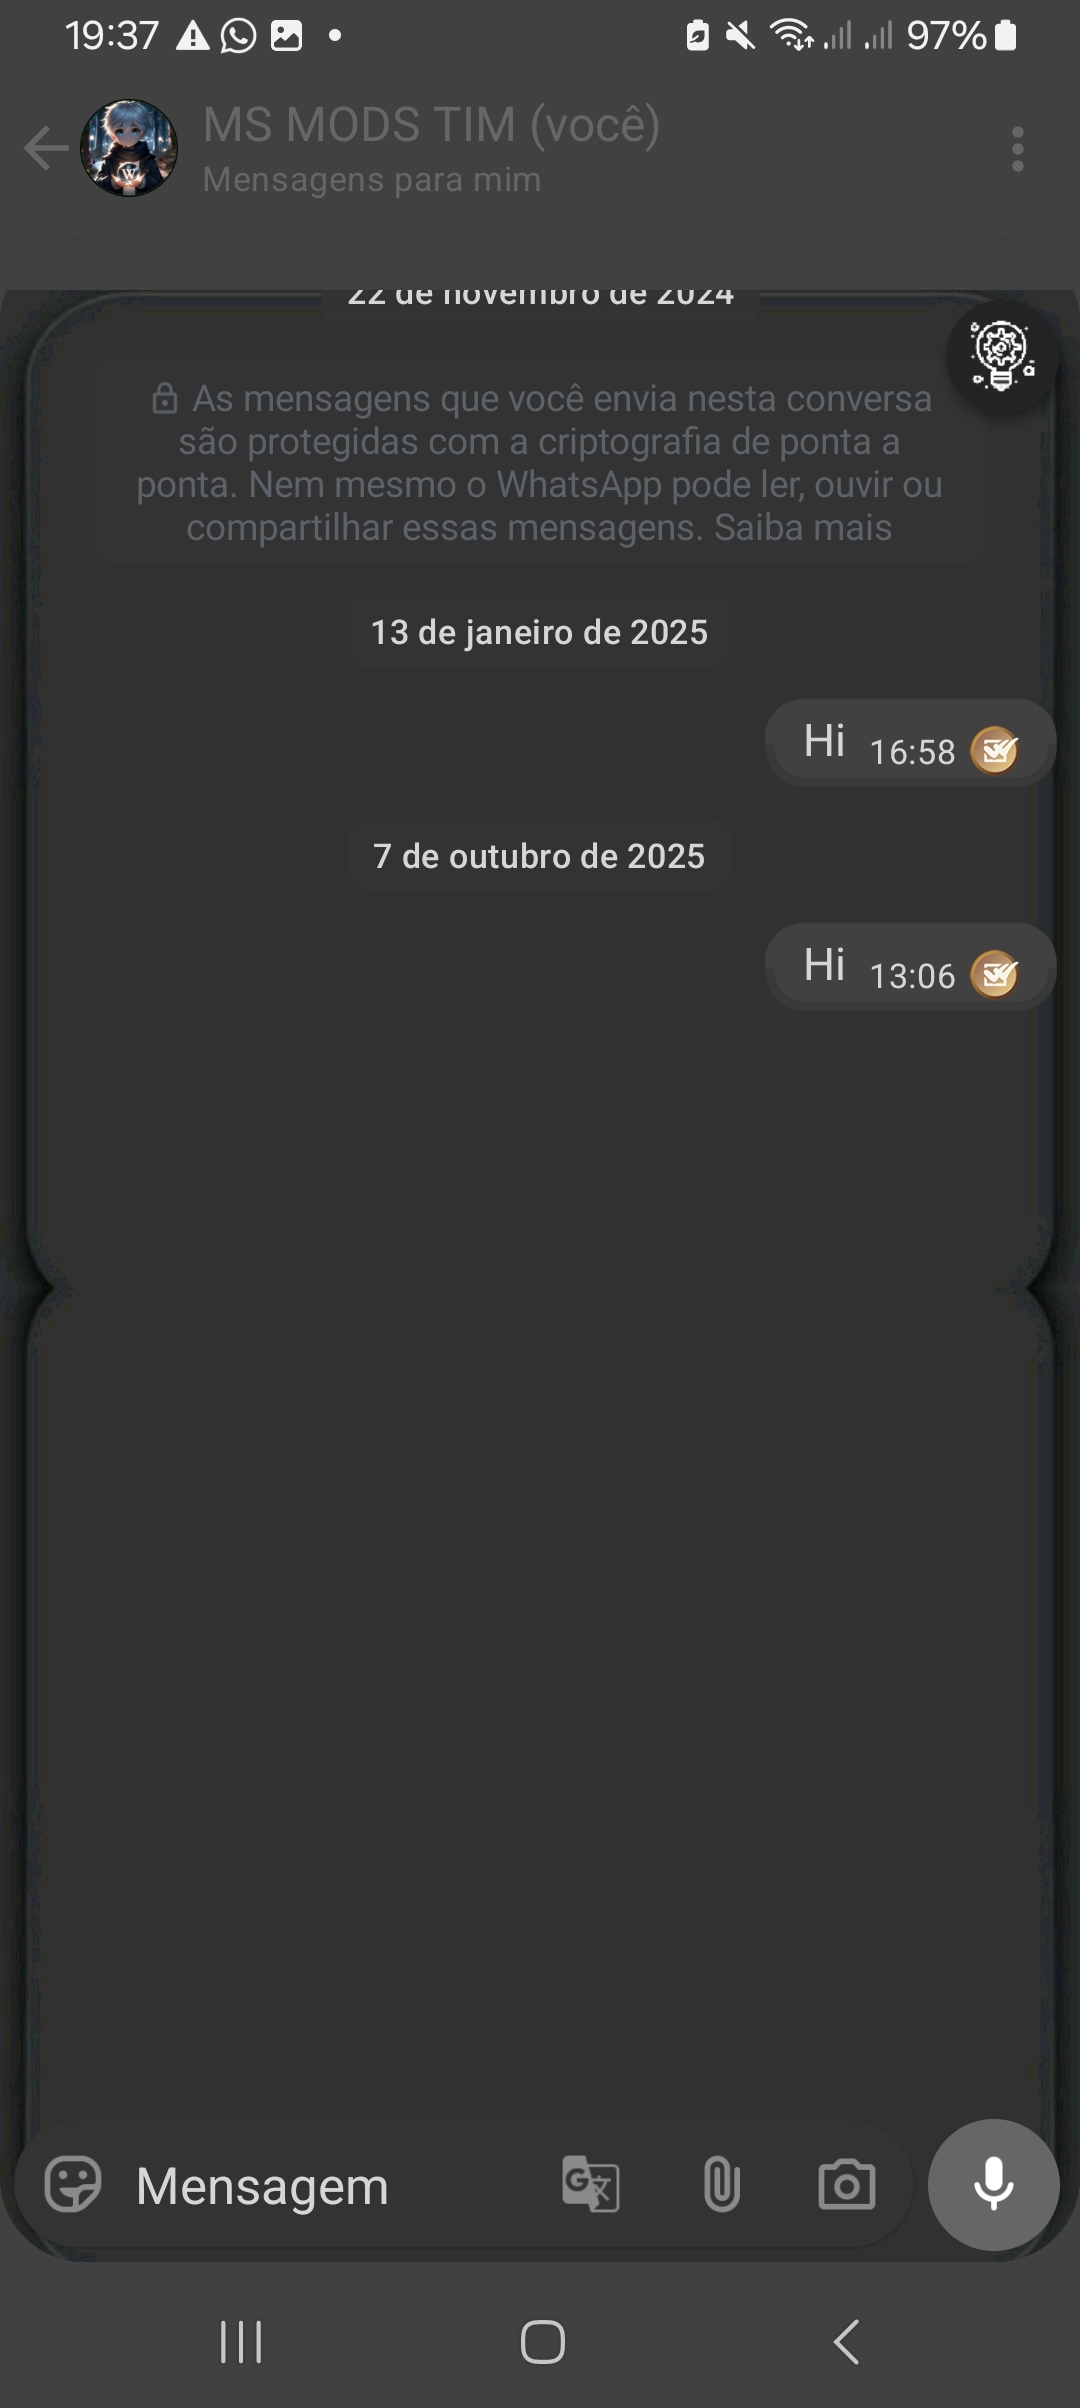 19:37
97%
MS MODS TIM (você)
Mensagens para mim
22 de novembro de 2024
As mensagens que você envia nesta conversa
são protegidas com a criptografia de ponta a
ponta. Nem mesmo o WhatsApp pode ler, ouvir ou
compartilhar essas mensagens. Saiba mais
13 de janeiro de 2025
Hi 16:58
7 de outubro de 2025
Hi 13:06
Mensagem